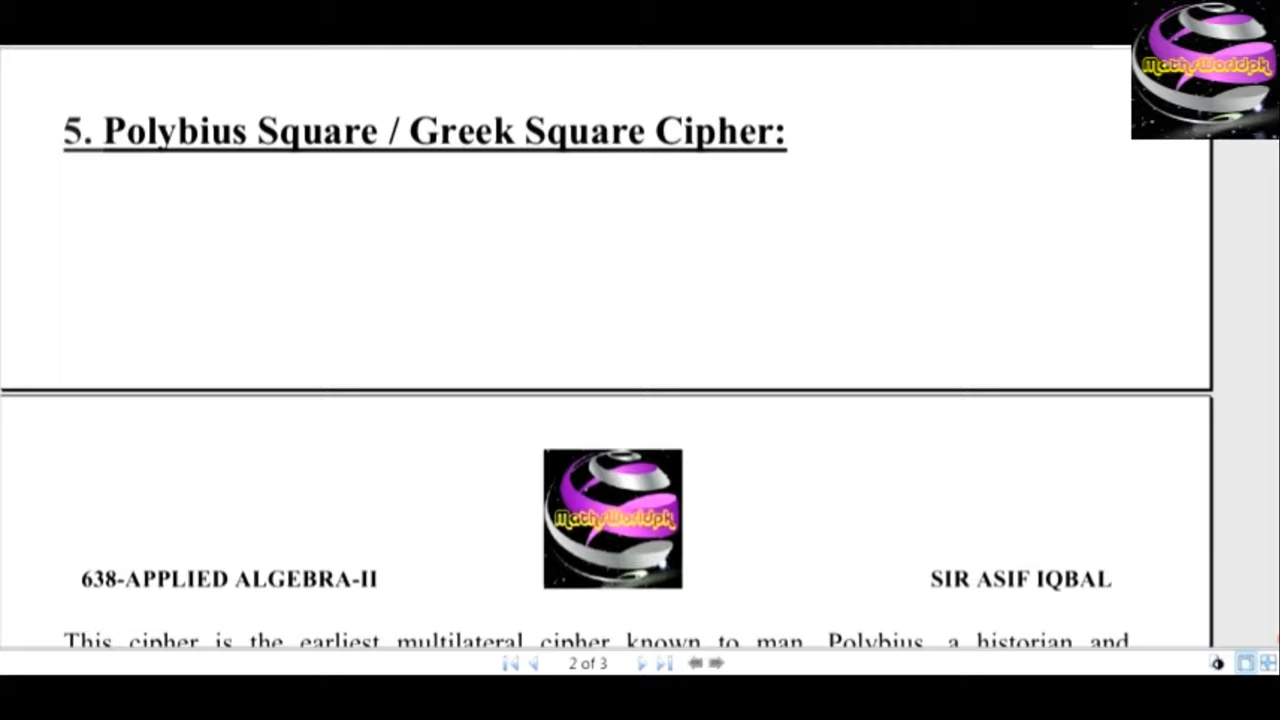 MathsWorldpk
5. Polybius Square / Greek Square Cipher:
MathsWorldpk
638-APPLIED ALGEBRA-II
SIR ASIF IQBAL
This cipher is the earliest multilateral cipher known to man. Polybius, a historian and
2 of 3